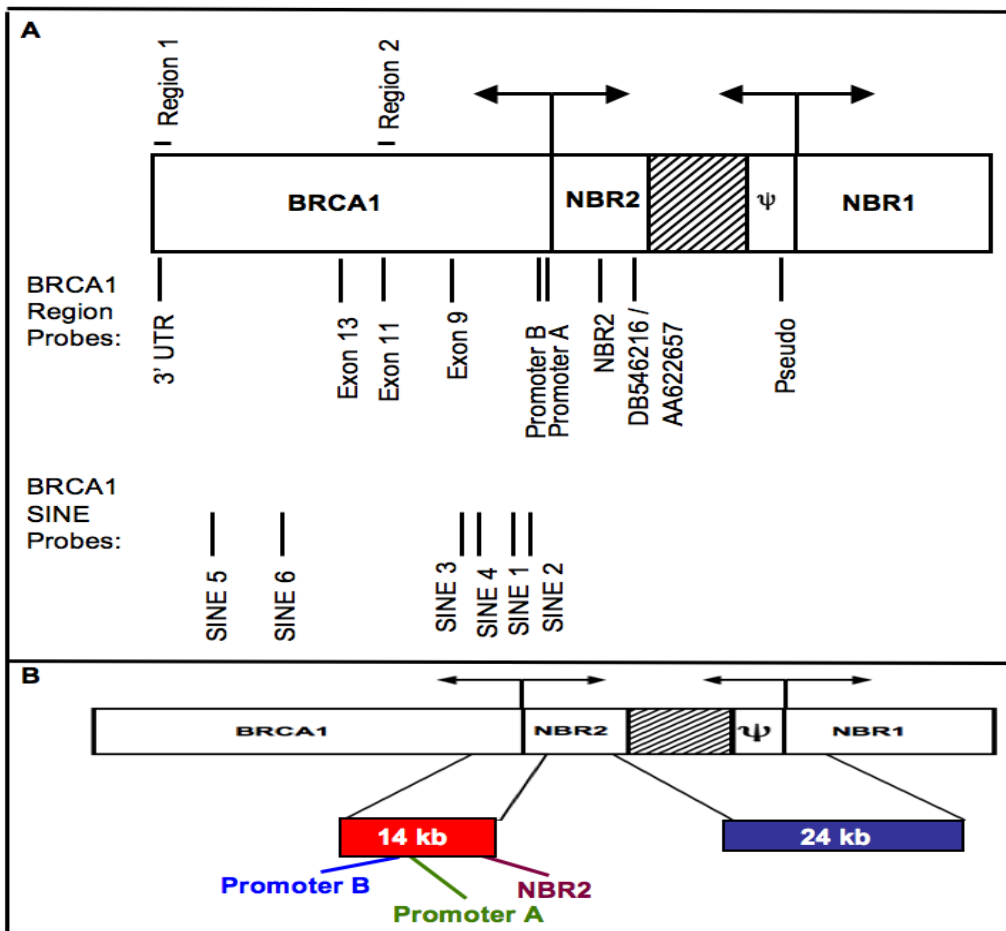 A
Region 1
Region 2
BRCA1
NBR2
ψ
NBR1
BRCA1
Region
Probes:
3' UTR
Exon 13
Exon 11
Exon 9
Promoter B
Promoter A
NBR2
DB546216 /
AA622657
Pseudo
BRCA1
SINE
Probes:
SINE 5
SINE 6
SINE 3
SINE 4
SINE 1
SINE 2
B
BRCA1
NBR2
ψ
NBR1
14 kb
24 kb
Promoter B
NBR2
Promoter A